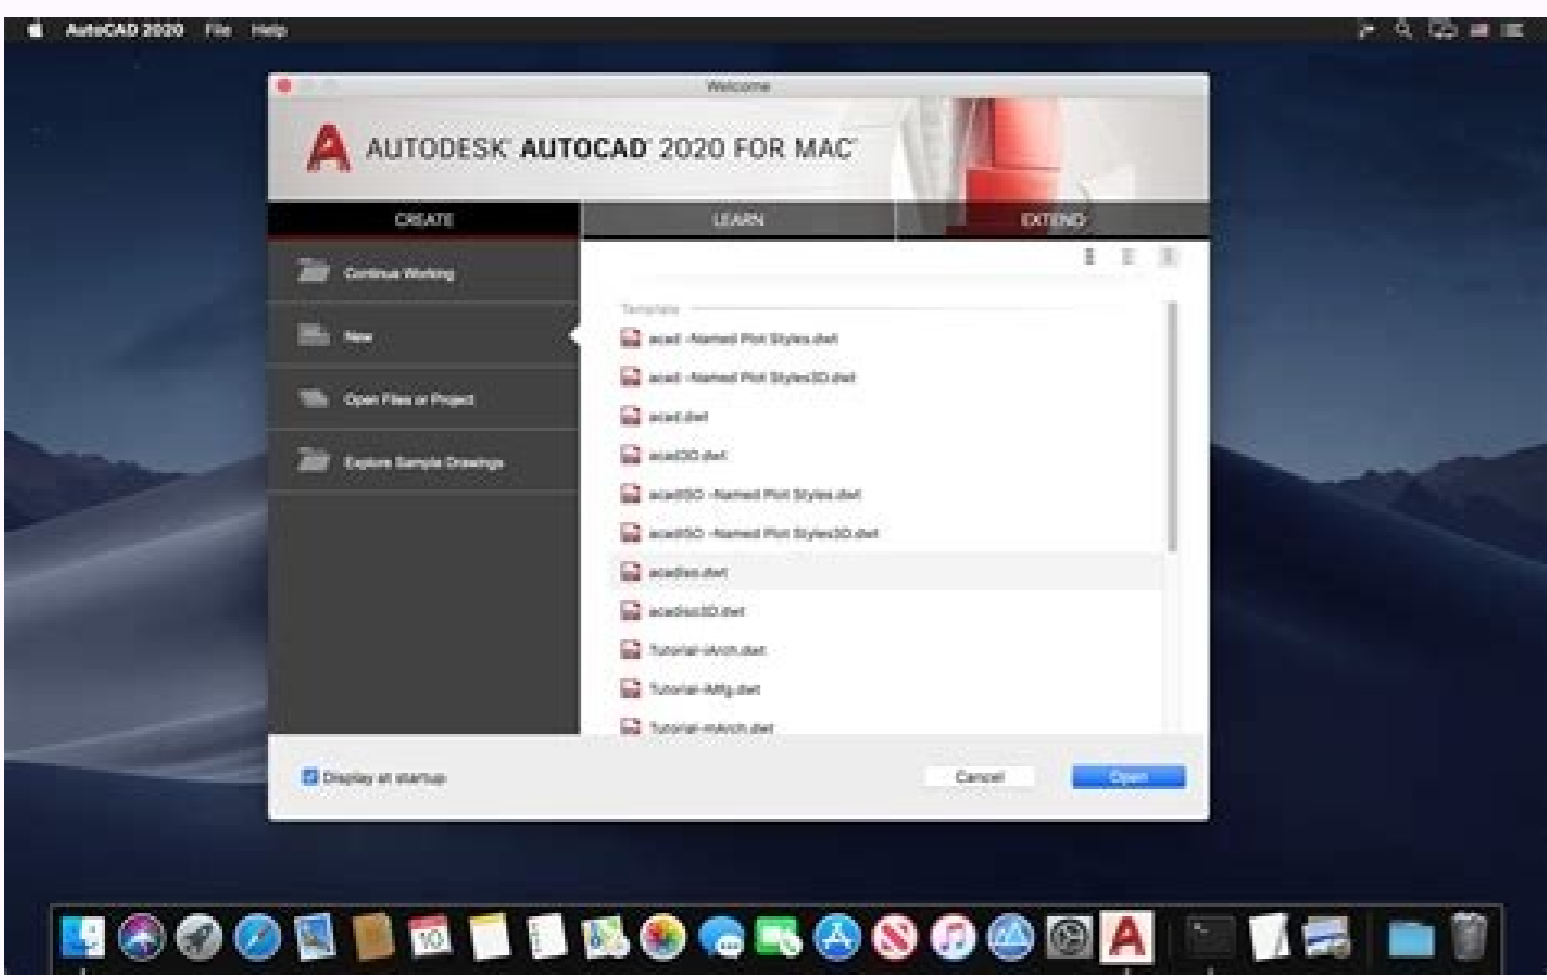 AutoCAD 2020 File Help
Welcome
AUTODESK® AUTOCAD® 2020 FOR MAC®
CREATE LEARN EXTEND
Continue Working
New
Open Files or Project
Explore Sample Drawings
Template
acad -Named Plot Styles.dwt
acad -Named Plot Styles3D.dwt
acad.dwt
acad3D.dwt
acadISO -Named Plot Styles.dwt
acadISO -Named Plot Styles3D.dwt
acadiso.dwt
acadiso3D.dwt
Tutorial-iArch.dwt
Tutorial-iMfg.dwt
Tutorial-mArch.dwt
Display at startup
Cancel Open
10